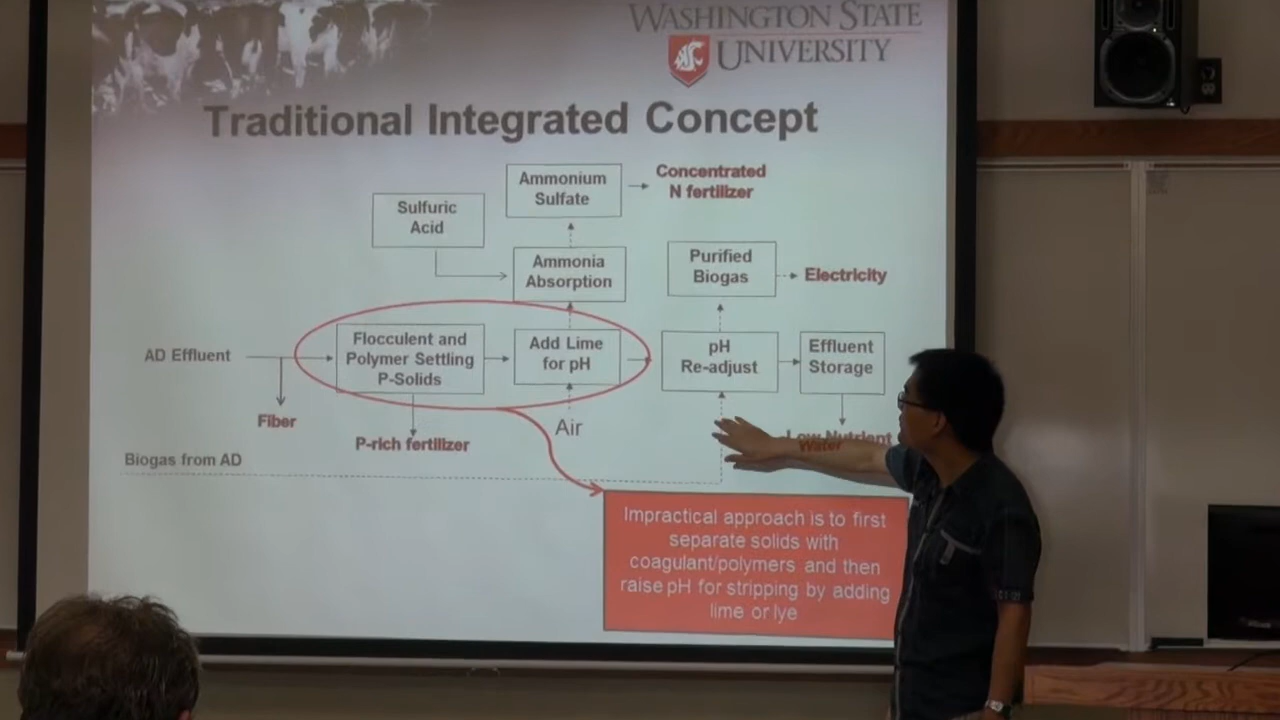 WASHINGTON STATE
UNIVERSITY
Traditional Integrated Concept
Ammonium
Sulfate
Concentrated
N fertilizer
Sulfuric
Acid
Ammonia
Absorption
Purified
Biogas
Electricity
AD Effluent
Flocculent and
Polymer Settling
P-Solids
Add Lime
for pH
pH
Re-adjust
Effluent
Storage
Fiber
P-rich fertilizer
Air
Low Nutrient
Water
Biogas from AD
Impractical approach is to first
separate solids with
coagulant/polymers and then
raise pH for stripping by adding
lime or lye